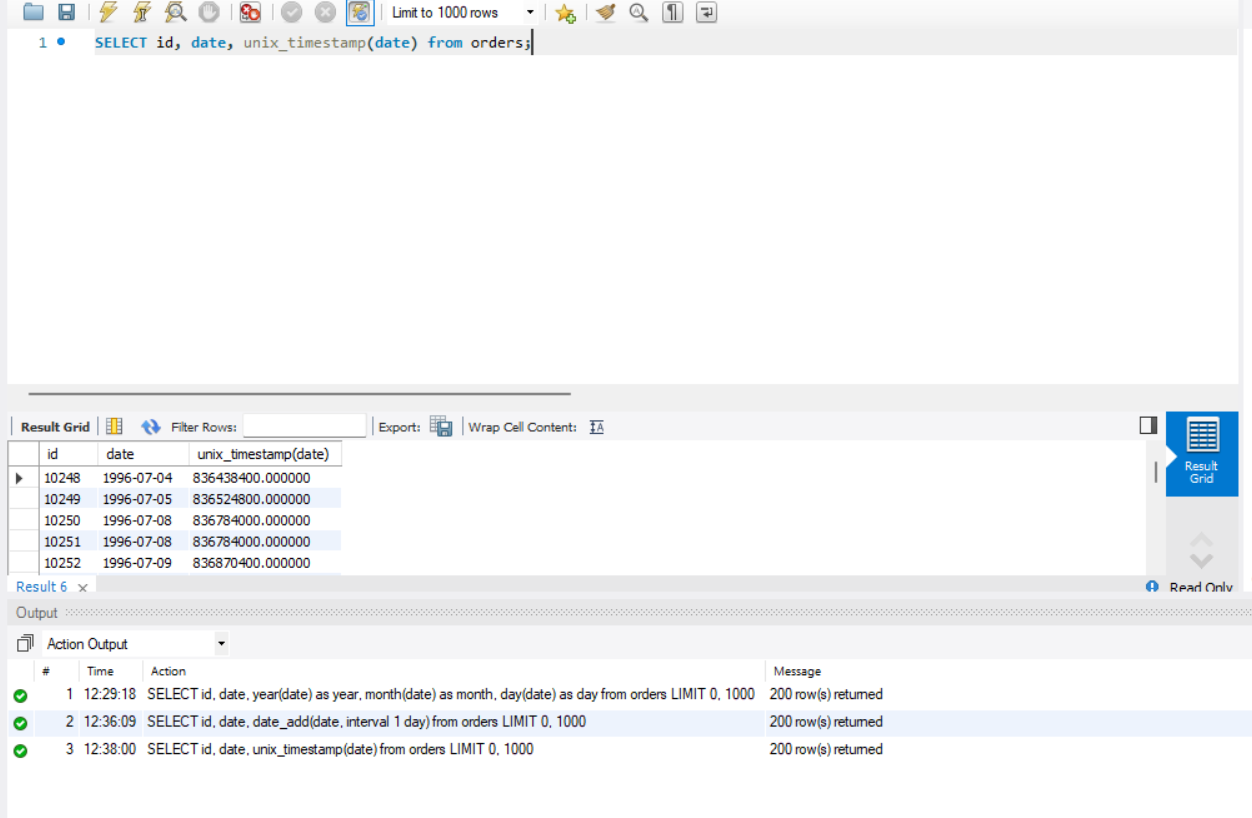 Limit to 1000 rows
1 SELECT id, date, unix_timestamp(date) from orders;
Result Grid Filter Rows: Export: Wrap Cell Content:
id date unix_timestamp(date)
10248 1996-07-04 836438400.000000
10249 1996-07-05 836524800.000000
10250 1996-07-08 836784000.000000
10251 1996-07-08 836784000.000000
10252 1996-07-09 836870400.000000
Result
Grid
Result 6 Read Only
Output
Action Output
# Time Action Message
1 12:29:18 SELECT id, date, year(date) as year, month(date) as month, day(date) as day from orders LIMIT 0, 1000 200 row(s) returned
2 12:36:09 SELECT id, date, date_add(date, interval 1 day) from orders LIMIT 0, 1000 200 row(s) returned
3 12:38:00 SELECT id, date, unix_timestamp(date) from orders LIMIT 0, 1000 200 row(s) returned